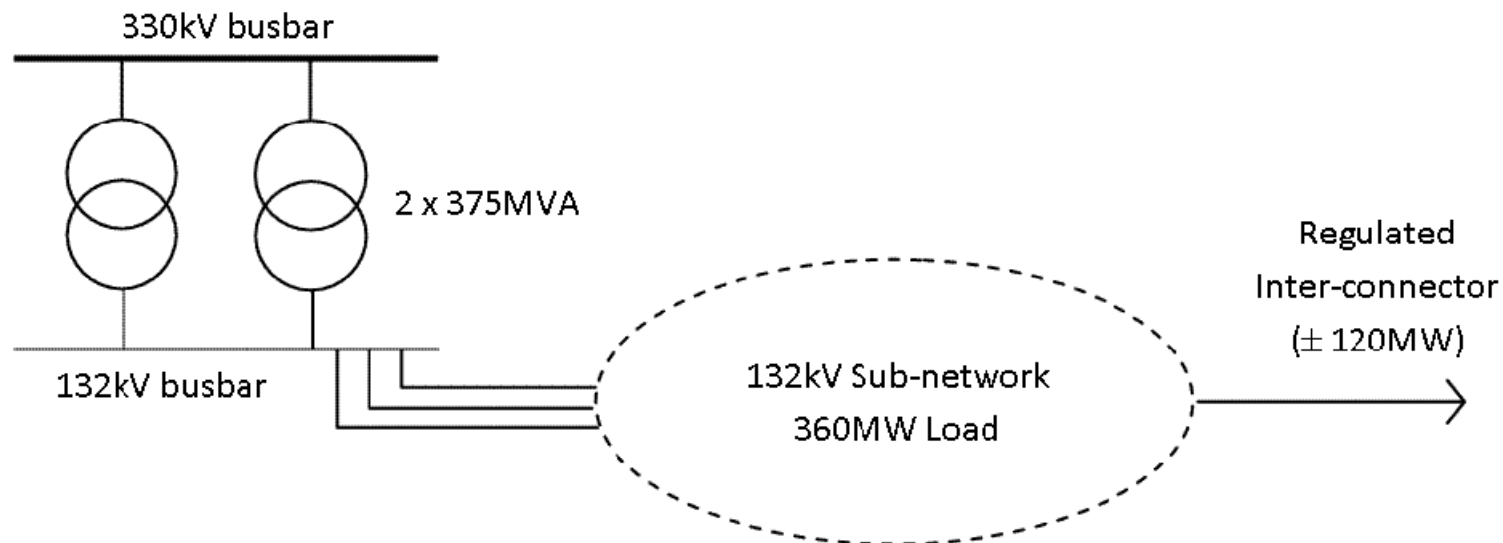 330kV busbar
2 x 375MVA
Regulated
Inter-connector
(± 120MW)
132kV busbar
132kV Sub-network
360MW Load